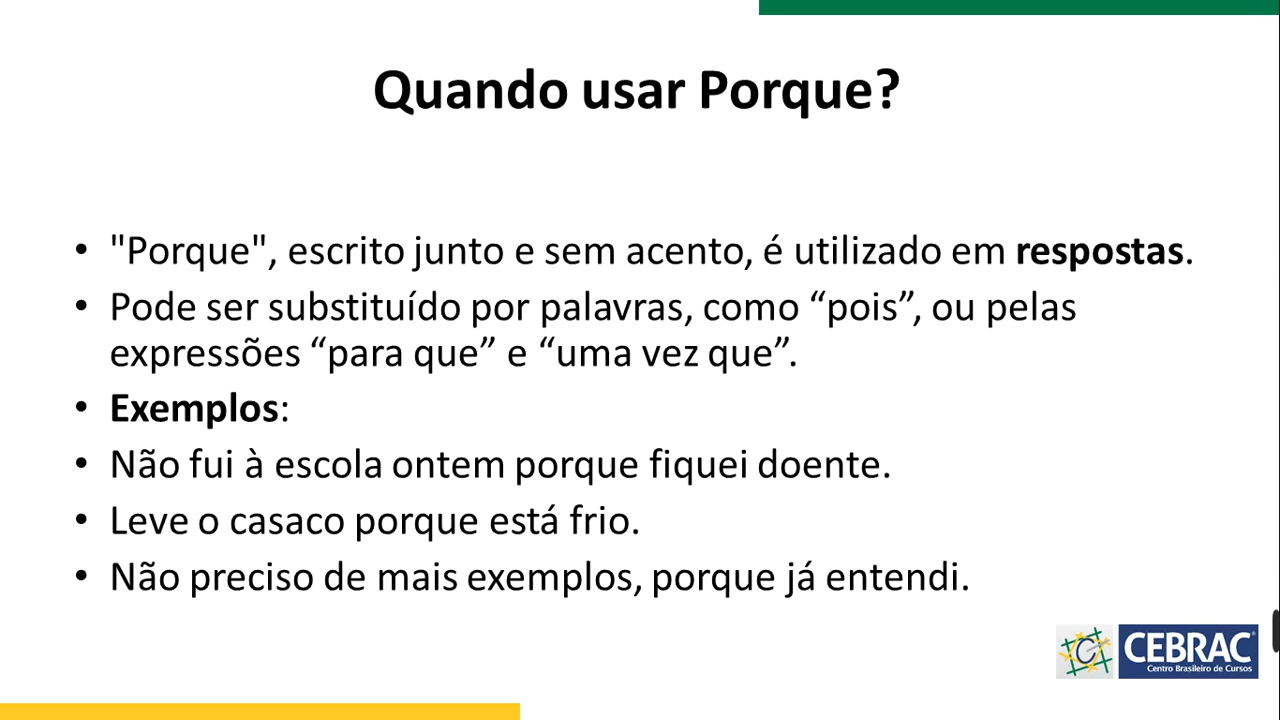 Quando usar Porque?
• "Porque", escrito junto e sem acento, é utilizado em respostas.
• Pode ser substituído por palavras, como “pois”, ou pelas
expressões “para que” e “uma vez que”.
• Exemplos:
• Não fui à escola ontem porque fiquei doente.
• Leve o casaco porque está frio.
• Não preciso de mais exemplos, porque já entendi.
C CEBRAC®
Centro Brasileiro de Cursos